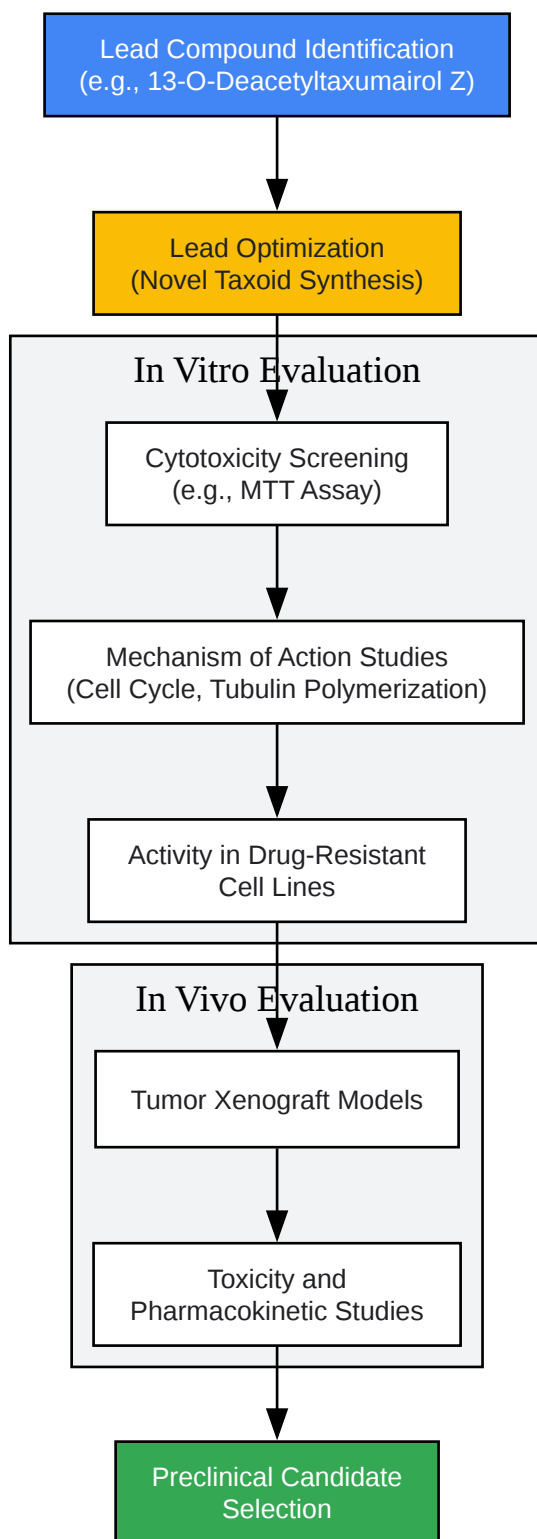 Lead Compound Identification
(e.g., 13-O-Deacetyltaxumairol Z)
Lead Optimization
(Novel Taxoid Synthesis)
In Vitro Evaluation
Cytotoxicity Screening
(e.g., MTT Assay)
Mechanism of Action Studies
(Cell Cycle, Tubulin Polymerization)
Activity in Drug-Resistant
Cell Lines
In Vivo Evaluation
Tumor Xenograft Models
Toxicity and
Pharmacokinetic Studies
Preclinical Candidate
Selection